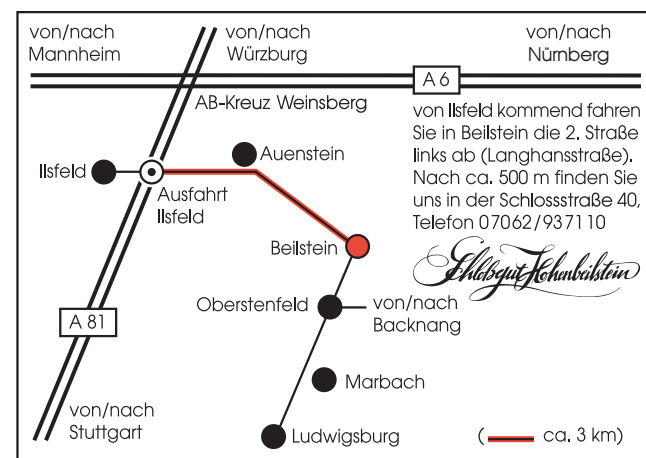 von/nach
Mannheim
von/nach
Würzburg
von/nach
Nürnberg
A 6
AB-Kreuz Weinsberg
von Ilsfeld kommend fahren
Sie in Beilstein die 2. Straße
links ab (Langhansstraße).
Nach ca. 500 m finden Sie
uns in der Schlossstraße 40,
Telefon 07062/937110
Schloßgut Hohenbeilstein
Ilsfeld
Auenstein
Ausfahrt
Ilsfeld
Beilstein
Oberstenfeld
von/nach
Backnang
A 81
Marbach
von/nach
Stuttgart
Ludwigsburg
( ca. 3 km)